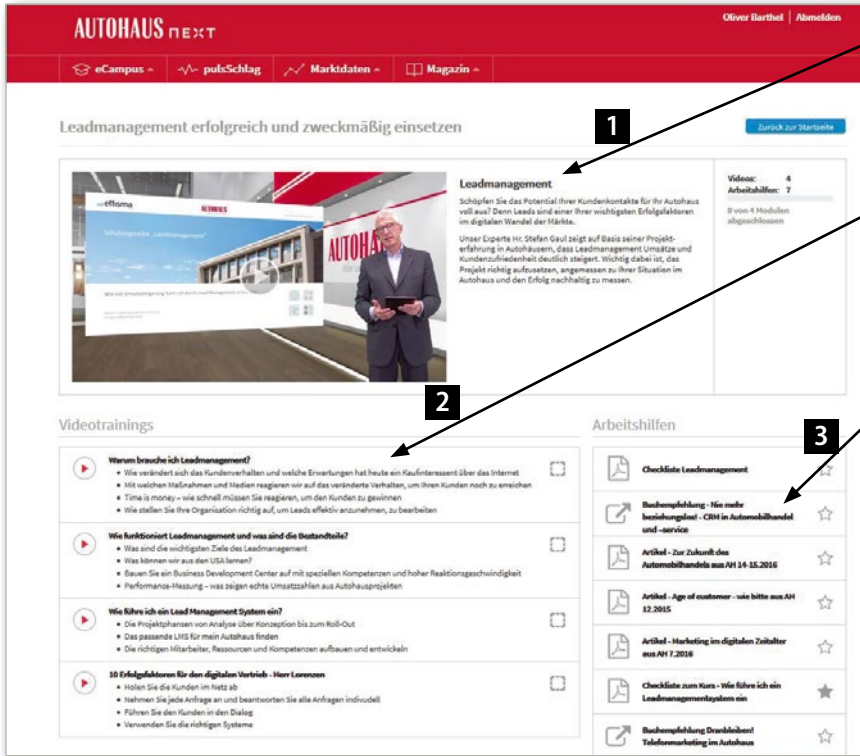 AUTOHAUS next
Oliver Barthel | Abmelden
eCampus
pulsSchlag
Marktdaten
Magazin
Leadmanagement erfolgreich und zweckmäßig einsetzen
1
Zurück zur Startseite
effisma
AUTOHAUS
Schulungsreihe „Leadmanagement"
Leadmanagement
Schöpfen Sie das Potential Ihrer Kundenkontakte für Ihr Autohaus
voll aus? Denn Leads sind einer Ihrer wichtigsten Erfolgsfaktoren
im digitalen Wandel der Märkte.
Unser Experte Hr. Stefan Gaul zeigt auf Basis seiner Projekt-
erfahrung in Autohäusern, dass Leadmanagement Umsätze und
Kundenzufriedenheit deutlich steigert. Wichtig dabei ist, das
Projekt richtig aufzusetzen, angemessen zu Ihrer Situation im
Autohaus und den Erfolg nachhaltig zu messen.
Videos: 4
Arbeitshilfen: 7
0 von 4 Modulen
abgeschlossen
2
Videotrainings
Warum brauche ich Leadmanagement?
• Wie verändert sich das Kundenverhalten und welche Erwartungen hat heute ein Kaufinteressent über das Internet
• Mit welchen Maßnahmen und Medien reagieren wir auf das veränderte Verhalten, um Ihren Kunden noch zu erreichen
• Time is money – wie schnell müssen Sie reagieren, um den Kunden zu gewinnen
• Wie stellen Sie Ihre Organisation richtig auf, um Leads effektiv anzunehmen, zu bearbeiten
Wie funktioniert Leadmanagement und was sind die Bestandteile?
• Was sind die wichtigsten Ziele des Leadmanagement
• Was können wir aus den USA lernen?
• Bauen Sie ein Business Development Center auf mit speziellen Kompetenzen und hoher Reaktionsgeschwindigkeit
• Performance-Messung – was zeigen echte Umsatzzahlen aus Autohausprojekten
Wie führe ich ein Lead Management System ein?
• Die Projektphasen von Analyse über Konzeption bis zum Roll-Out
• Das passende LMS für mein Autohaus finden
• Die richtigen Mitarbeiter, Ressourcen und Kompetenzen aufbauen und entwickeln
10 Erfolgsfaktoren für den digitalen Vertrieb - Herr Lorenzen
• Holen Sie die Kunden im Netz ab
• Nehmen Sie jede Anfrage an und beantworten Sie alle Anfragen indivudell
• Führen Sie den Kunden in den Dialog
• Verwenden Sie die richtigen Systeme
Arbeitshilfen
3
Checkliste Leadmanagement
Buchempfehlung - Nie mehr
beziehungslos! - CRM in Automobilhandel
und -service
Artikel - Zur Zukunft des
Automobilhandels aus AH 14-15.2016
Artikel - Age of customer - wie bitte aus AH
12.2015
Artikel - Marketing im digitalen Zeitalter
aus AH 7.2016
Checkliste zum Kurs - Wie führe ich ein
Leadmanagementsystem ein
Buchempfehlung Dranbleiben!
Telefonmarketing im Autohaus